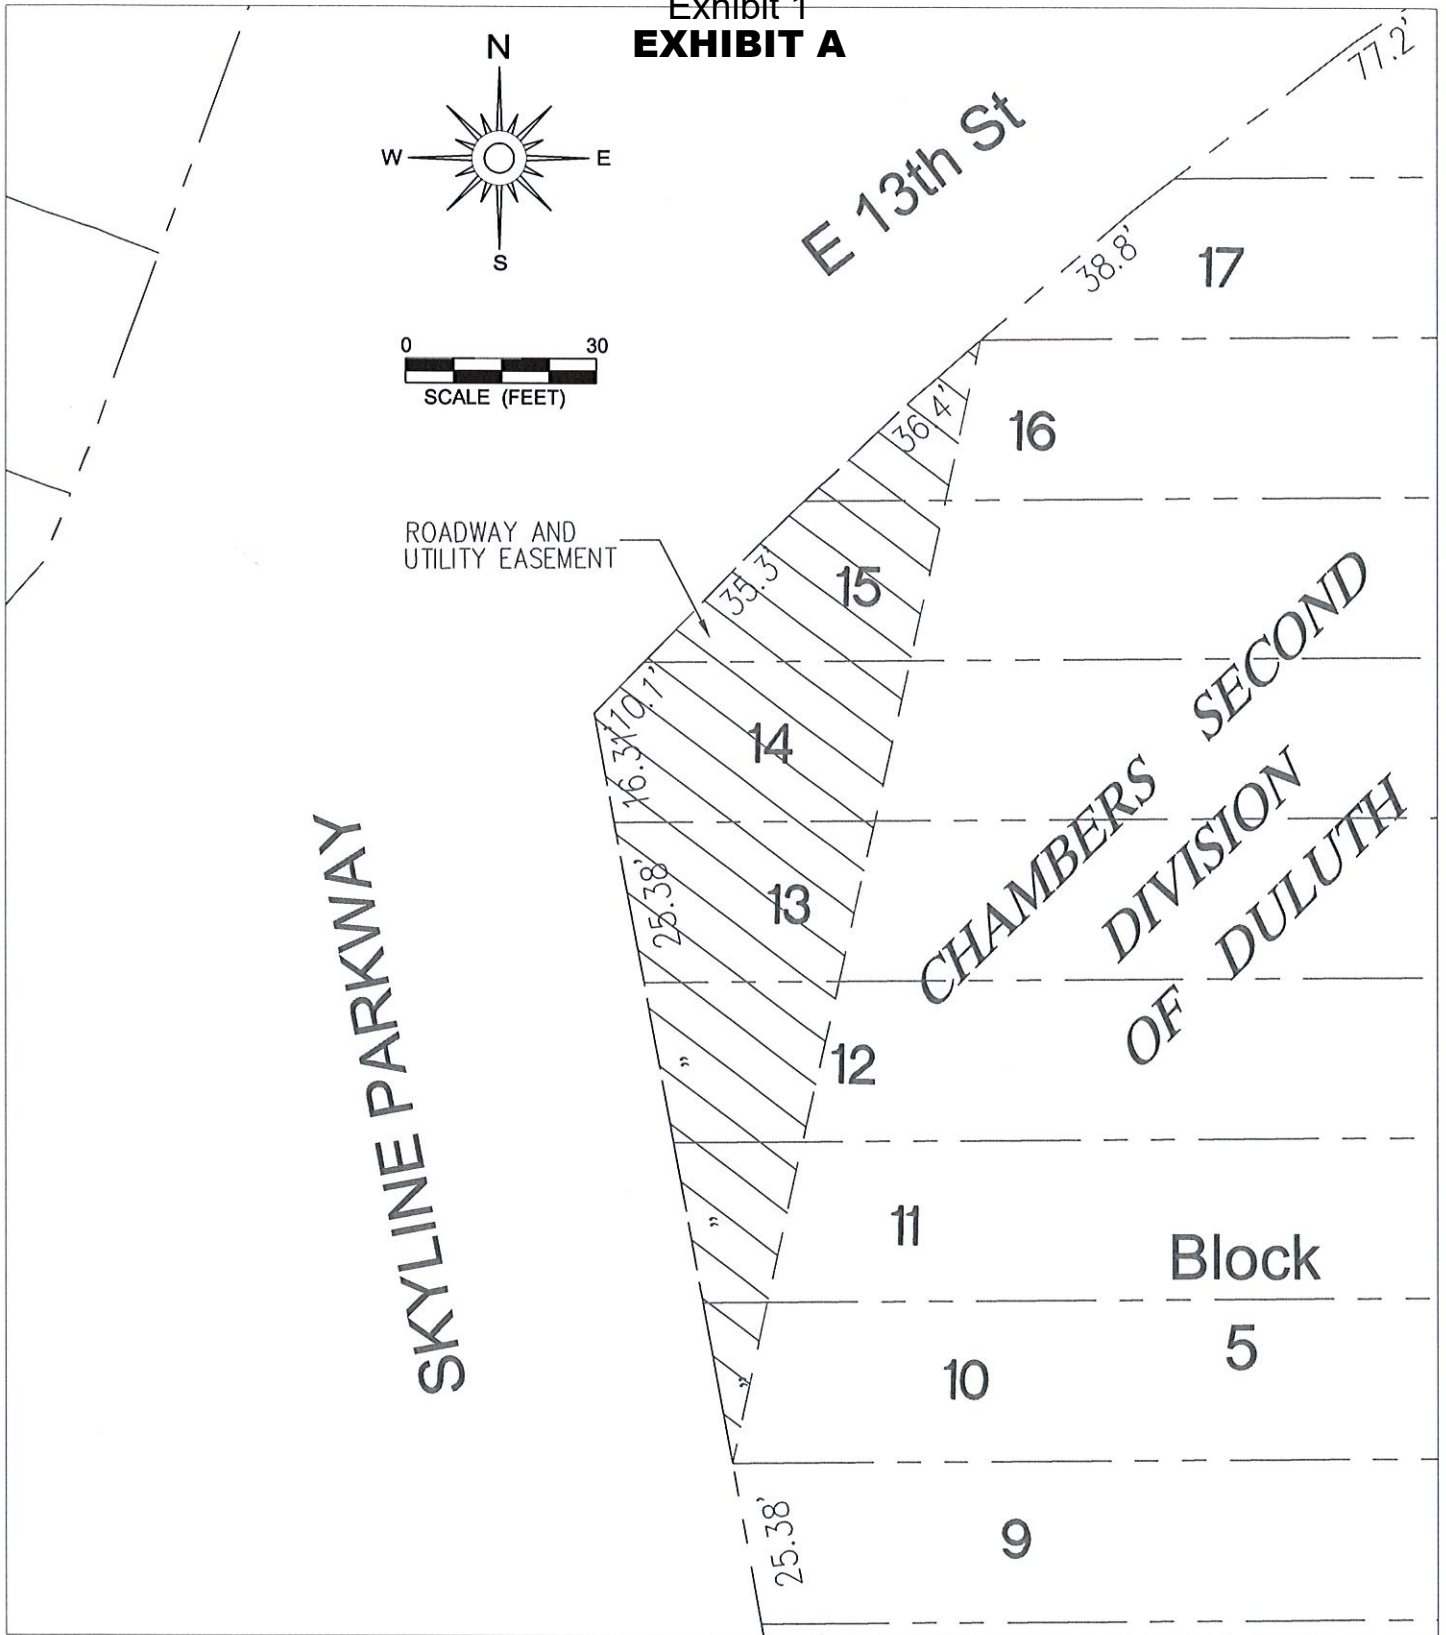 Exhibit 1
EXHIBIT A
N
W
E
S
0 30
SCALE (FEET)
E 13th St
77.2'
38.8'
17
36.4'
16
ROADWAY AND
UTILITY EASEMENT
35.3'
15
10.1'
14
16.3'
25.38'
13
"
12
"
11
"
10
25.38'
9
SKYLINE PARKWAY
CHAMBERS SECOND
DIVISION
OF DULUTH
Block
5